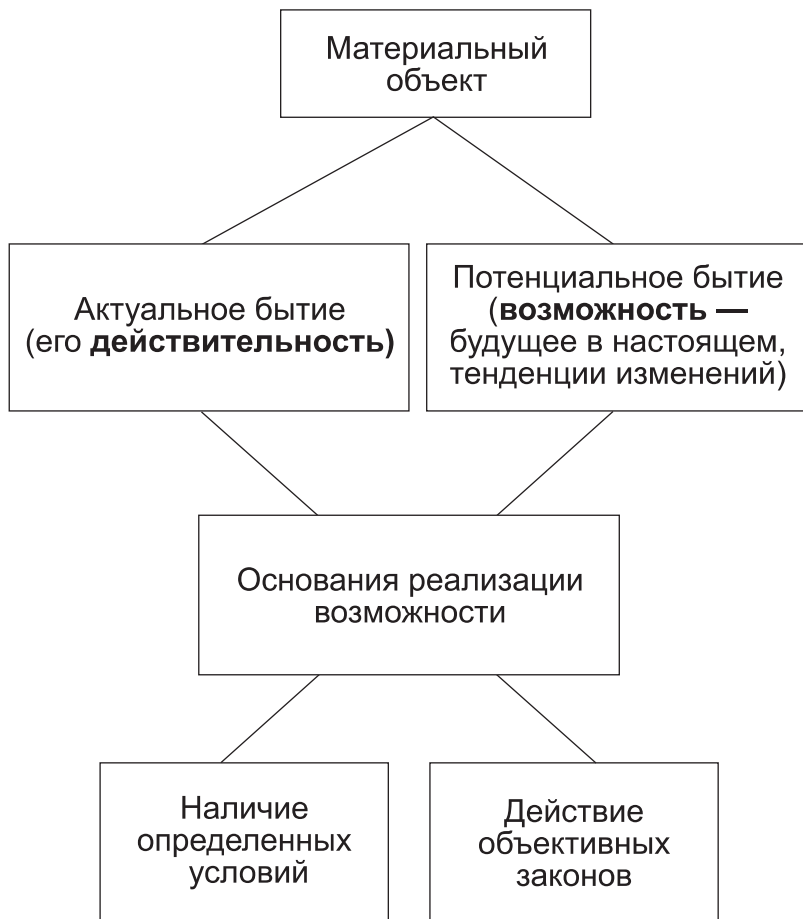 Материальный
объект
Актуальное бытие
(его действительность)
Потенциальное бытие
(возможность —
будущее в настоящем,
тенденции изменений)
Основания реализации
возможности
Наличие
определенных
условий
Действие
объективных
законов